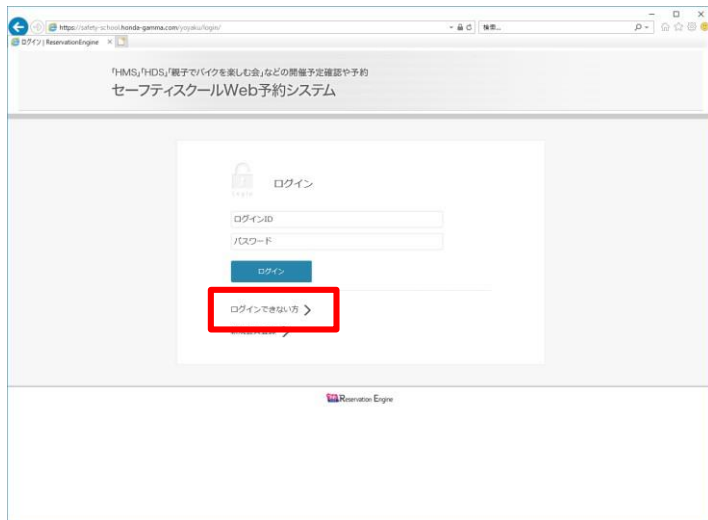 https://safety-school.honda-gamma.com/yoyaku/login/
検索...
ログイン | ReservationEngine
「HMS」「HDS」「親子でバイクを楽しむ会」などの開催予定確認や予約
セーフティスクールWeb予約システム
ログイン
ログインID
パスワード
ログイン
ログインできない方
Reservation Engine